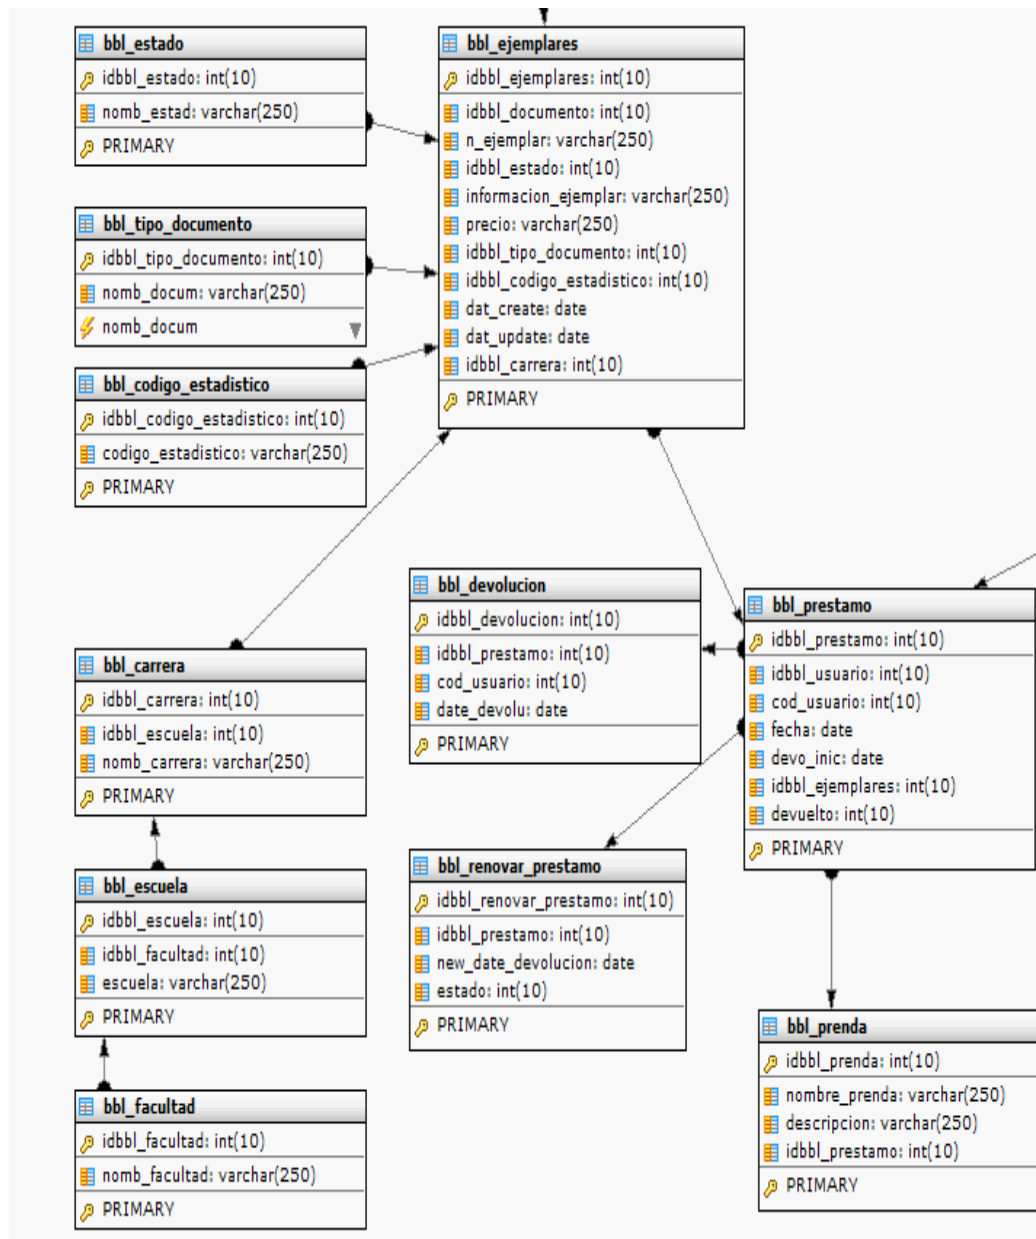 bbl_estado
idbbl_estado: int(10)
nomb_estad: varchar(250)
PRIMARY
bbl_tipo_documento
idbbl_tipo_documento: int(10)
nomb_docum: varchar(250)
nomb_docum
bbl_codigo_estadistico
idbbl_codigo_estadistico: int(10)
codigo_estadistico: varchar(250)
PRIMARY
bbl_ejemplares
idbbl_ejemplares: int(10)
idbbl_documento: int(10)
n_ejemplar: varchar(250)
idbbl_estado: int(10)
informacion_ejemplar: varchar(250)
precio: varchar(250)
idbbl_tipo_documento: int(10)
idbbl_codigo_estadistico: int(10)
dat_create: date
dat_update: date
idbbl_carrera: int(10)
PRIMARY
bbl_carrera
idbbl_carrera: int(10)
idbbl_escuela: int(10)
nomb_carrera: varchar(250)
PRIMARY
bbl_escuela
idbbl_escuela: int(10)
idbbl_facultad: int(10)
escuela: varchar(250)
PRIMARY
bbl_facultad
idbbl_facultad: int(10)
nomb_facultad: varchar(250)
PRIMARY
bbl_devolucion
idbbl_devolucion: int(10)
idbbl_prestamo: int(10)
cod_usuario: int(10)
date_devolu: date
PRIMARY
bbl_renovar_prestamo
idbbl_renovar_prestamo: int(10)
idbbl_prestamo: int(10)
new_date_devolucion: date
estado: int(10)
PRIMARY
bbl_prestamo
idbbl_prestamo: int(10)
idbbl_usuario: int(10)
cod_usuario: int(10)
fecha: date
devo_inic: date
idbbl_ejemplares: int(10)
devuelto: int(10)
PRIMARY
bbl_prenda
idbbl_prenda: int(10)
nombre_prenda: varchar(250)
descripcion: varchar(250)
idbbl_prestamo: int(10)
PRIMARY